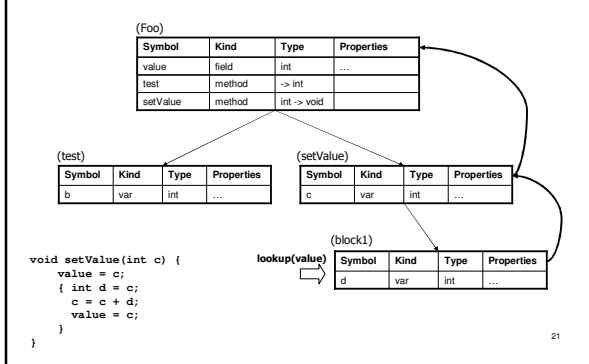 (Foo)
Symbol Kind Type Properties
value field int ...
test method -> int
setValue method int -> void
(test)
Symbol Kind Type Properties
b var int ...
(setValue)
Symbol Kind Type Properties
c var int ...
(block1)
lookup(value)
Symbol Kind Type Properties
d var int ...
void setValue(int c) {
value = c;
{ int d = c;
c = c + d;
value = c;
}
}
21